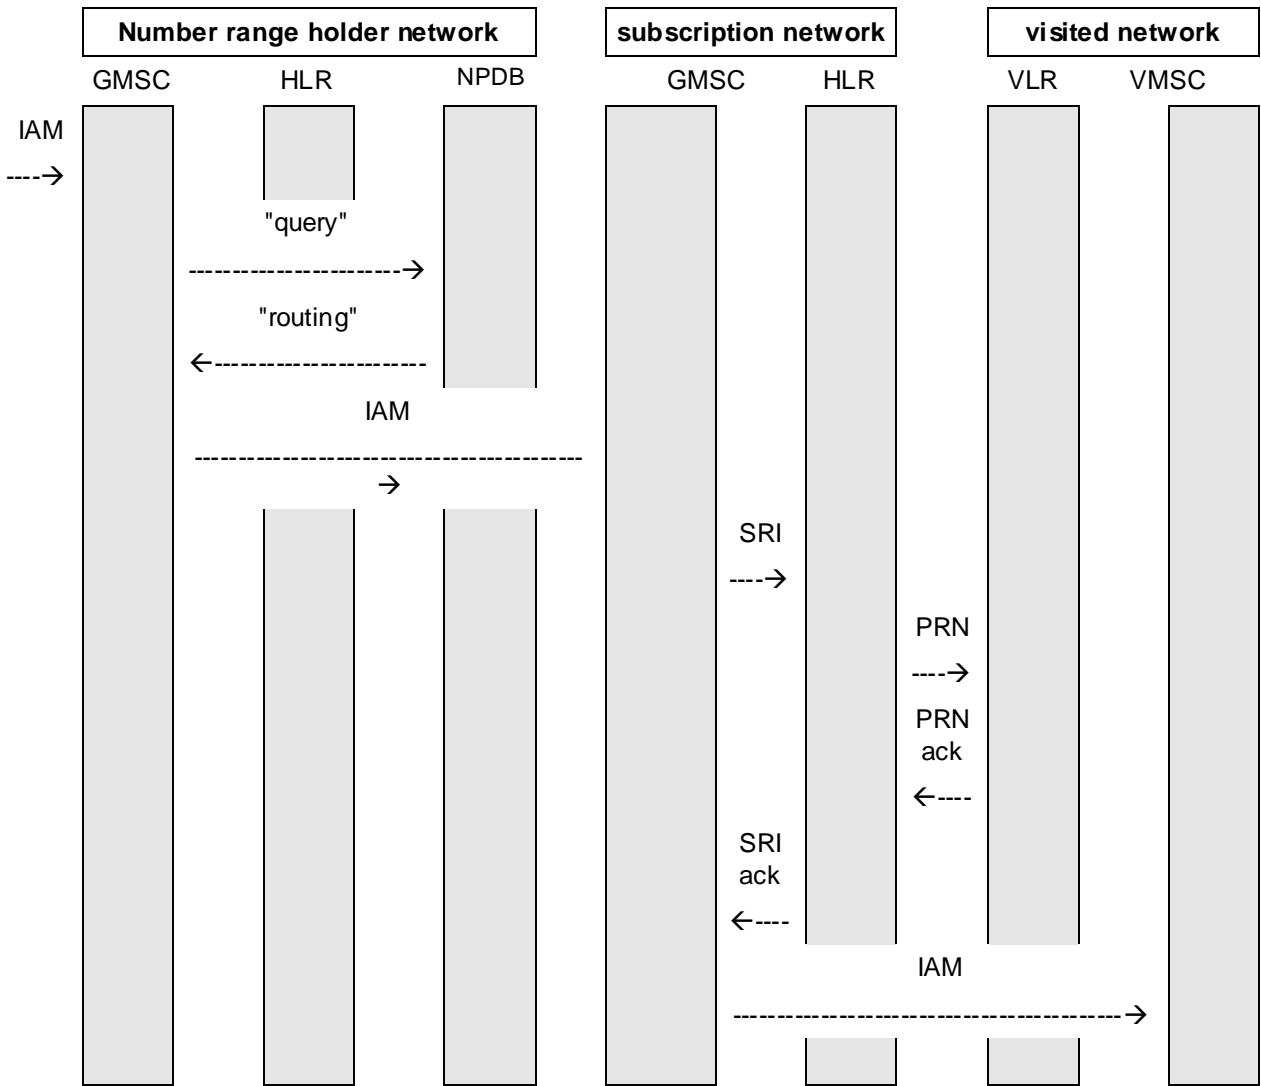 Number range holder network subscription network visited network
GMSC HLR NPDB GMSC HLR VLR VMSC
IAM
---->
"query"
------------------------>
"routing"
<------------------------
IAM
--------------------------------------------
→
SRI
---->
PRN
---->
PRN
ack
<----
SRI
ack
<----
IAM
-------------------------------------------->